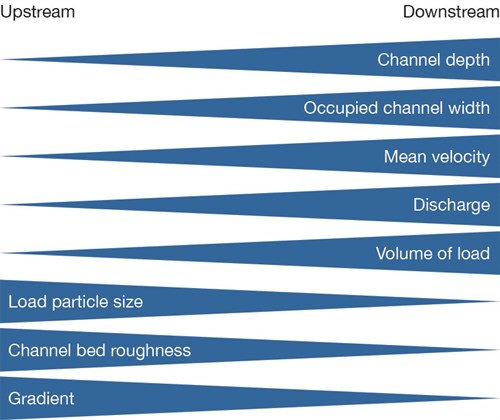 Upstream Downstream
Channel depth
Occupied channel width
Mean velocity
Discharge
Volume of load
Load particle size
Channel bed roughness
Gradient